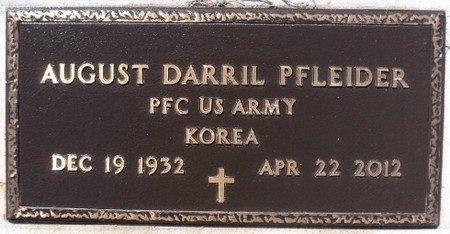 AUGUST DARRIL PFLEIDER
PFC US ARMY
KOREA
DEC 19 1932 APR 22 2012